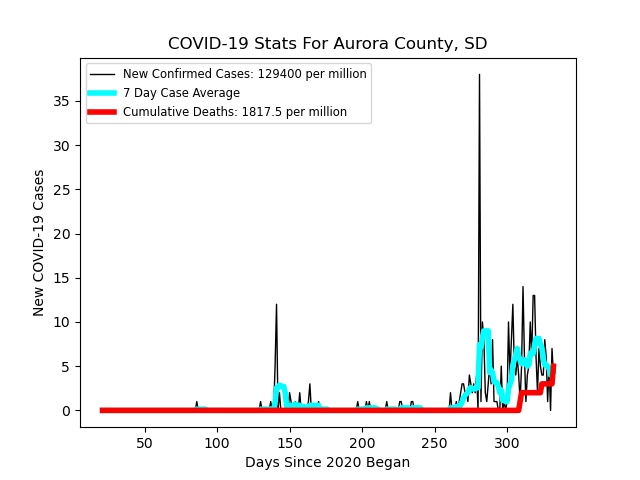 COVID-19 Stats For Aurora County, SD
New Confirmed Cases: 129400 per million
7 Day Case Average
Cumulative Deaths: 1817.5 per million
New COVID-19 Cases
35
30
25
20
15
10
5
0
50 100 150 200 250 300
Days Since 2020 Began